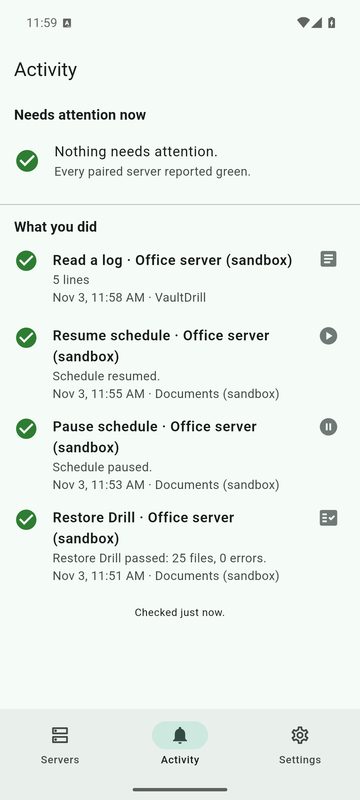 11:59
Activity
Needs attention now
Nothing needs attention.
Every paired server reported green.
What you did
Read a log · Office server (sandbox)
5 lines
Nov 3, 11:58 AM · VaultDrill
Resume schedule · Office server
(sandbox)
Schedule resumed.
Nov 3, 11:55 AM · Documents (sandbox)
Pause schedule · Office server
(sandbox)
Schedule paused.
Nov 3, 11:53 AM · Documents (sandbox)
Restore Drill · Office server
(sandbox)
Restore Drill passed: 25 files, 0 errors.
Nov 3, 11:51 AM · Documents (sandbox)
Checked just now.
Servers
Activity
Settings